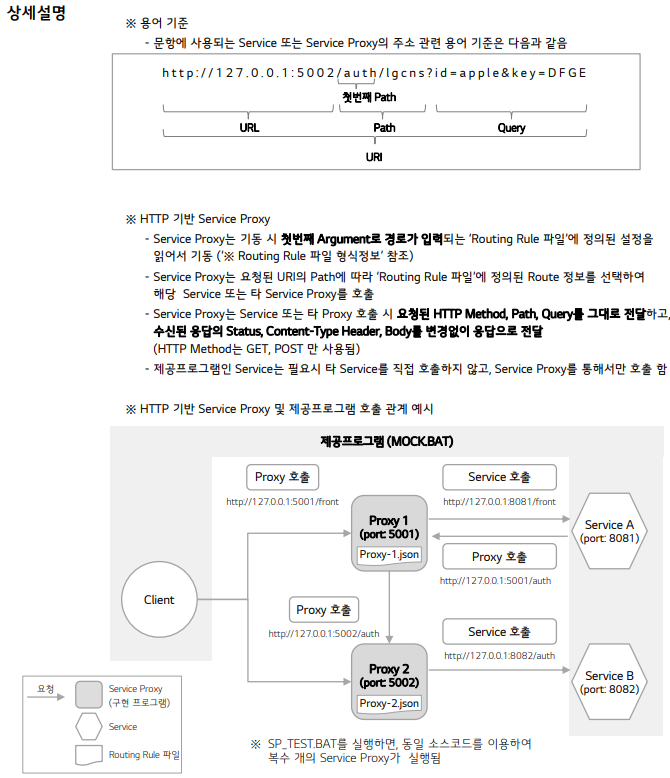 상세설명
※ 용어 기준
- 문항에 사용되는 Service 또는 Service Proxy의 주소 관련 용어 기준은 다음과 같음
http://127.0.0.1:5002/auth/lgcns?id=apple&key=DFGE
첫번째 Path
URL Path Query
URI
※ HTTP 기반 Service Proxy
- Service Proxy는 기동 시 첫번째 Argument로 경로가 입력되는 ‘Routing Rule 파일’에 정의된 설정을
읽어서 기동 (‘※ Routing Rule 파일 형식정보‘ 참조)
- Service Proxy는 요청된 URI의 Path에 따라 ‘Routing Rule 파일’에 정의된 Route 정보를 선택하여
해당 Service 또는 타 Service Proxy를 호출
- Service Proxy는 Service 또는 타 Proxy 호출 시 요청된 HTTP Method, Path, Query를 그대로 전달하고,
수신된 응답의 Status, Content-Type Header, Body를 변경없이 응답으로 전달
(HTTP Method는 GET, POST 만 사용됨)
- 제공프로그램인 Service는 필요시 타 Service를 직접 호출하지 않고, Service Proxy를 통해서만 호출 함
※ HTTP 기반 Service Proxy 및 제공프로그램 호출 관계 예시
제공프로그램 (MOCK.BAT)
Proxy 호출
http://127.0.0.1:5001/front
Service 호출
http://127.0.0.1:8081/front
Proxy 1
(port: 5001)
Proxy-1.json
Service A
(port: 8081)
Proxy 호출
http://127.0.0.1:5001/auth
Client
Proxy 호출
http://127.0.0.1:5002/auth
Service 호출
http://127.0.0.1:8082/auth
Proxy 2
(port: 5002)
Proxy-2.json
Service B
(port: 8082)
요청
Service Proxy
(구현 프로그램)
Service
Routing Rule 파일
※ SP_TEST.BAT를 실행하면, 동일 소스코드를 이용하여
복수 개의 Service Proxy가 실행됨